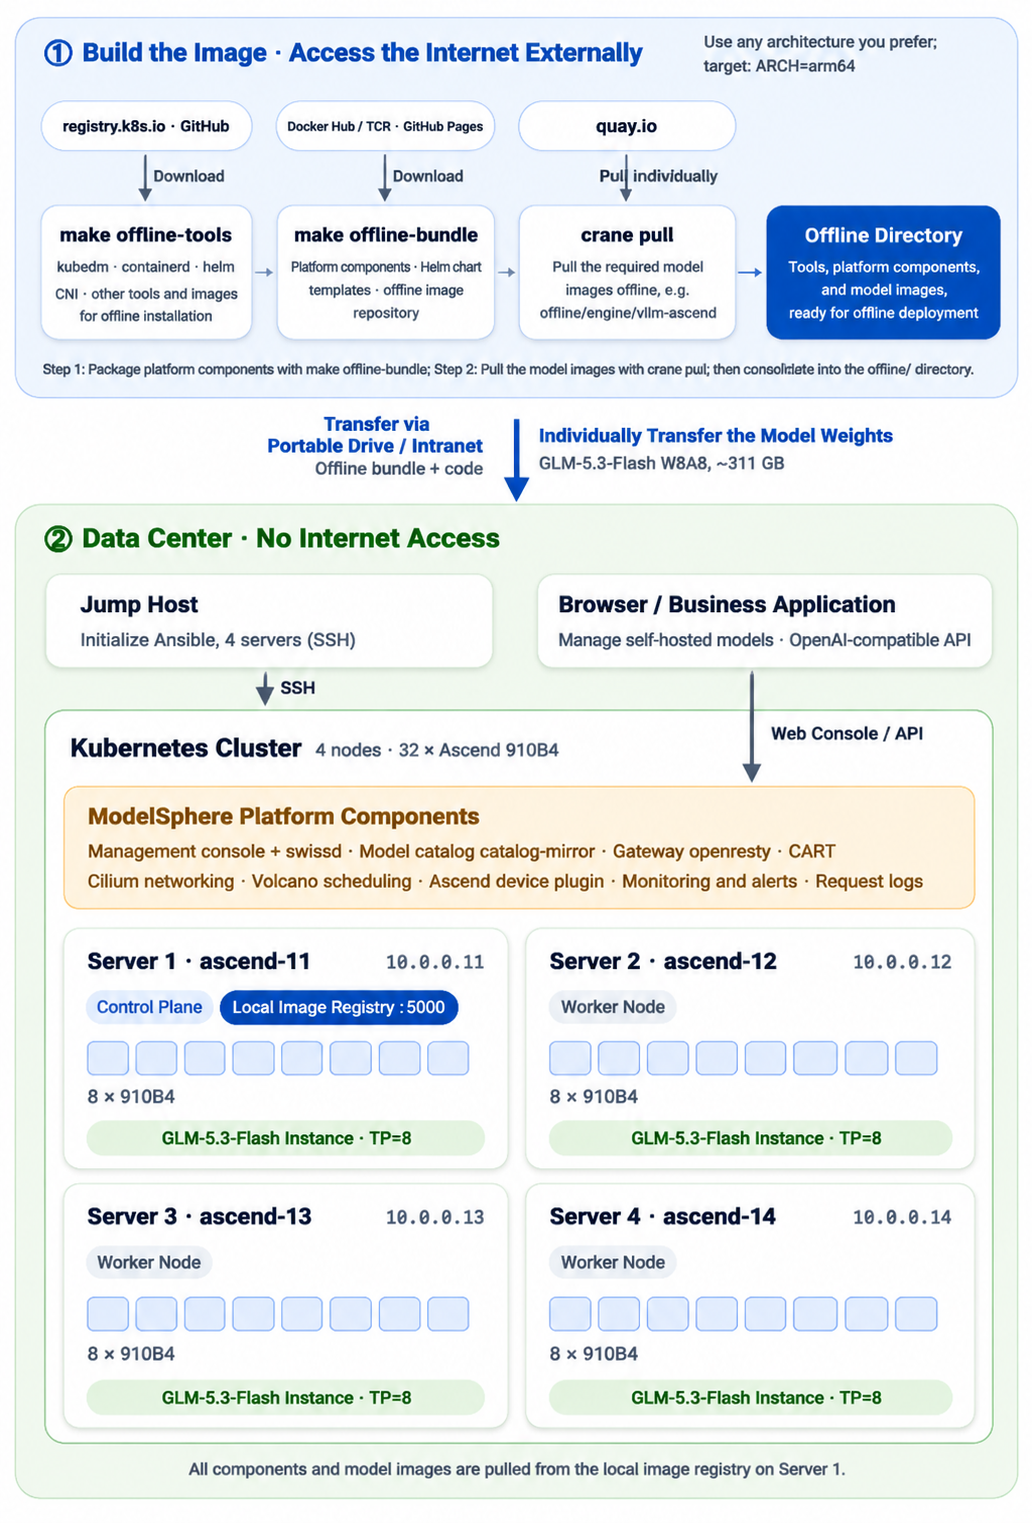 ① Build the Image · Access the Internet Externally
Use any architecture you prefer;
target: ARCH=arm64
registry.k8s.io · GitHub
Docker Hub / TCR · GitHub Pages
quay.io
Download
Download
Pull individually
make offline-tools
kubedm · containerd · helm
CNI · other tools and images
for offline installation
make offline-bundle
Platform components · Helm chart
templates · offline image
repository
crane pull
Pull the required model
images offline, e.g.
offline/engine/vllm-ascend
Offline Directory
Tools, platform components,
and model images,
ready for offline deployment
Step 1: Package platform components with make offline-bundle; Step 2: Pull the model images with crane pull; then consolidate into the offline/ directory.
Transfer via
Portable Drive / Intranet
Offline bundle + code
Individually Transfer the Model Weights
GLM-5.3-Flash W8A8, ~311 GB
② Data Center · No Internet Access
Jump Host
Initialize Ansible, 4 servers (SSH)
Browser / Business Application
Manage self-hosted models · OpenAI-compatible API
SSH
Web Console / API
Kubernetes Cluster 4 nodes · 32 × Ascend 910B4
ModelSphere Platform Components
Management console + swissd · Model catalog catalog-mirror · Gateway openresty · CART
Cilium networking · Volcano scheduling · Ascend device plugin · Monitoring and alerts · Request logs
Server 1 · ascend-11 10.0.0.11
Control Plane Local Image Registry :5000
8 × 910B4
GLM-5.3-Flash Instance · TP=8
Server 2 · ascend-12 10.0.0.12
Worker Node
8 × 910B4
GLM-5.3-Flash Instance · TP=8
Server 3 · ascend-13 10.0.0.13
Worker Node
8 × 910B4
GLM-5.3-Flash Instance · TP=8
Server 4 · ascend-14 10.0.0.14
Worker Node
8 × 910B4
GLM-5.3-Flash Instance · TP=8
All components and model images are pulled from the local image registry on Server 1.